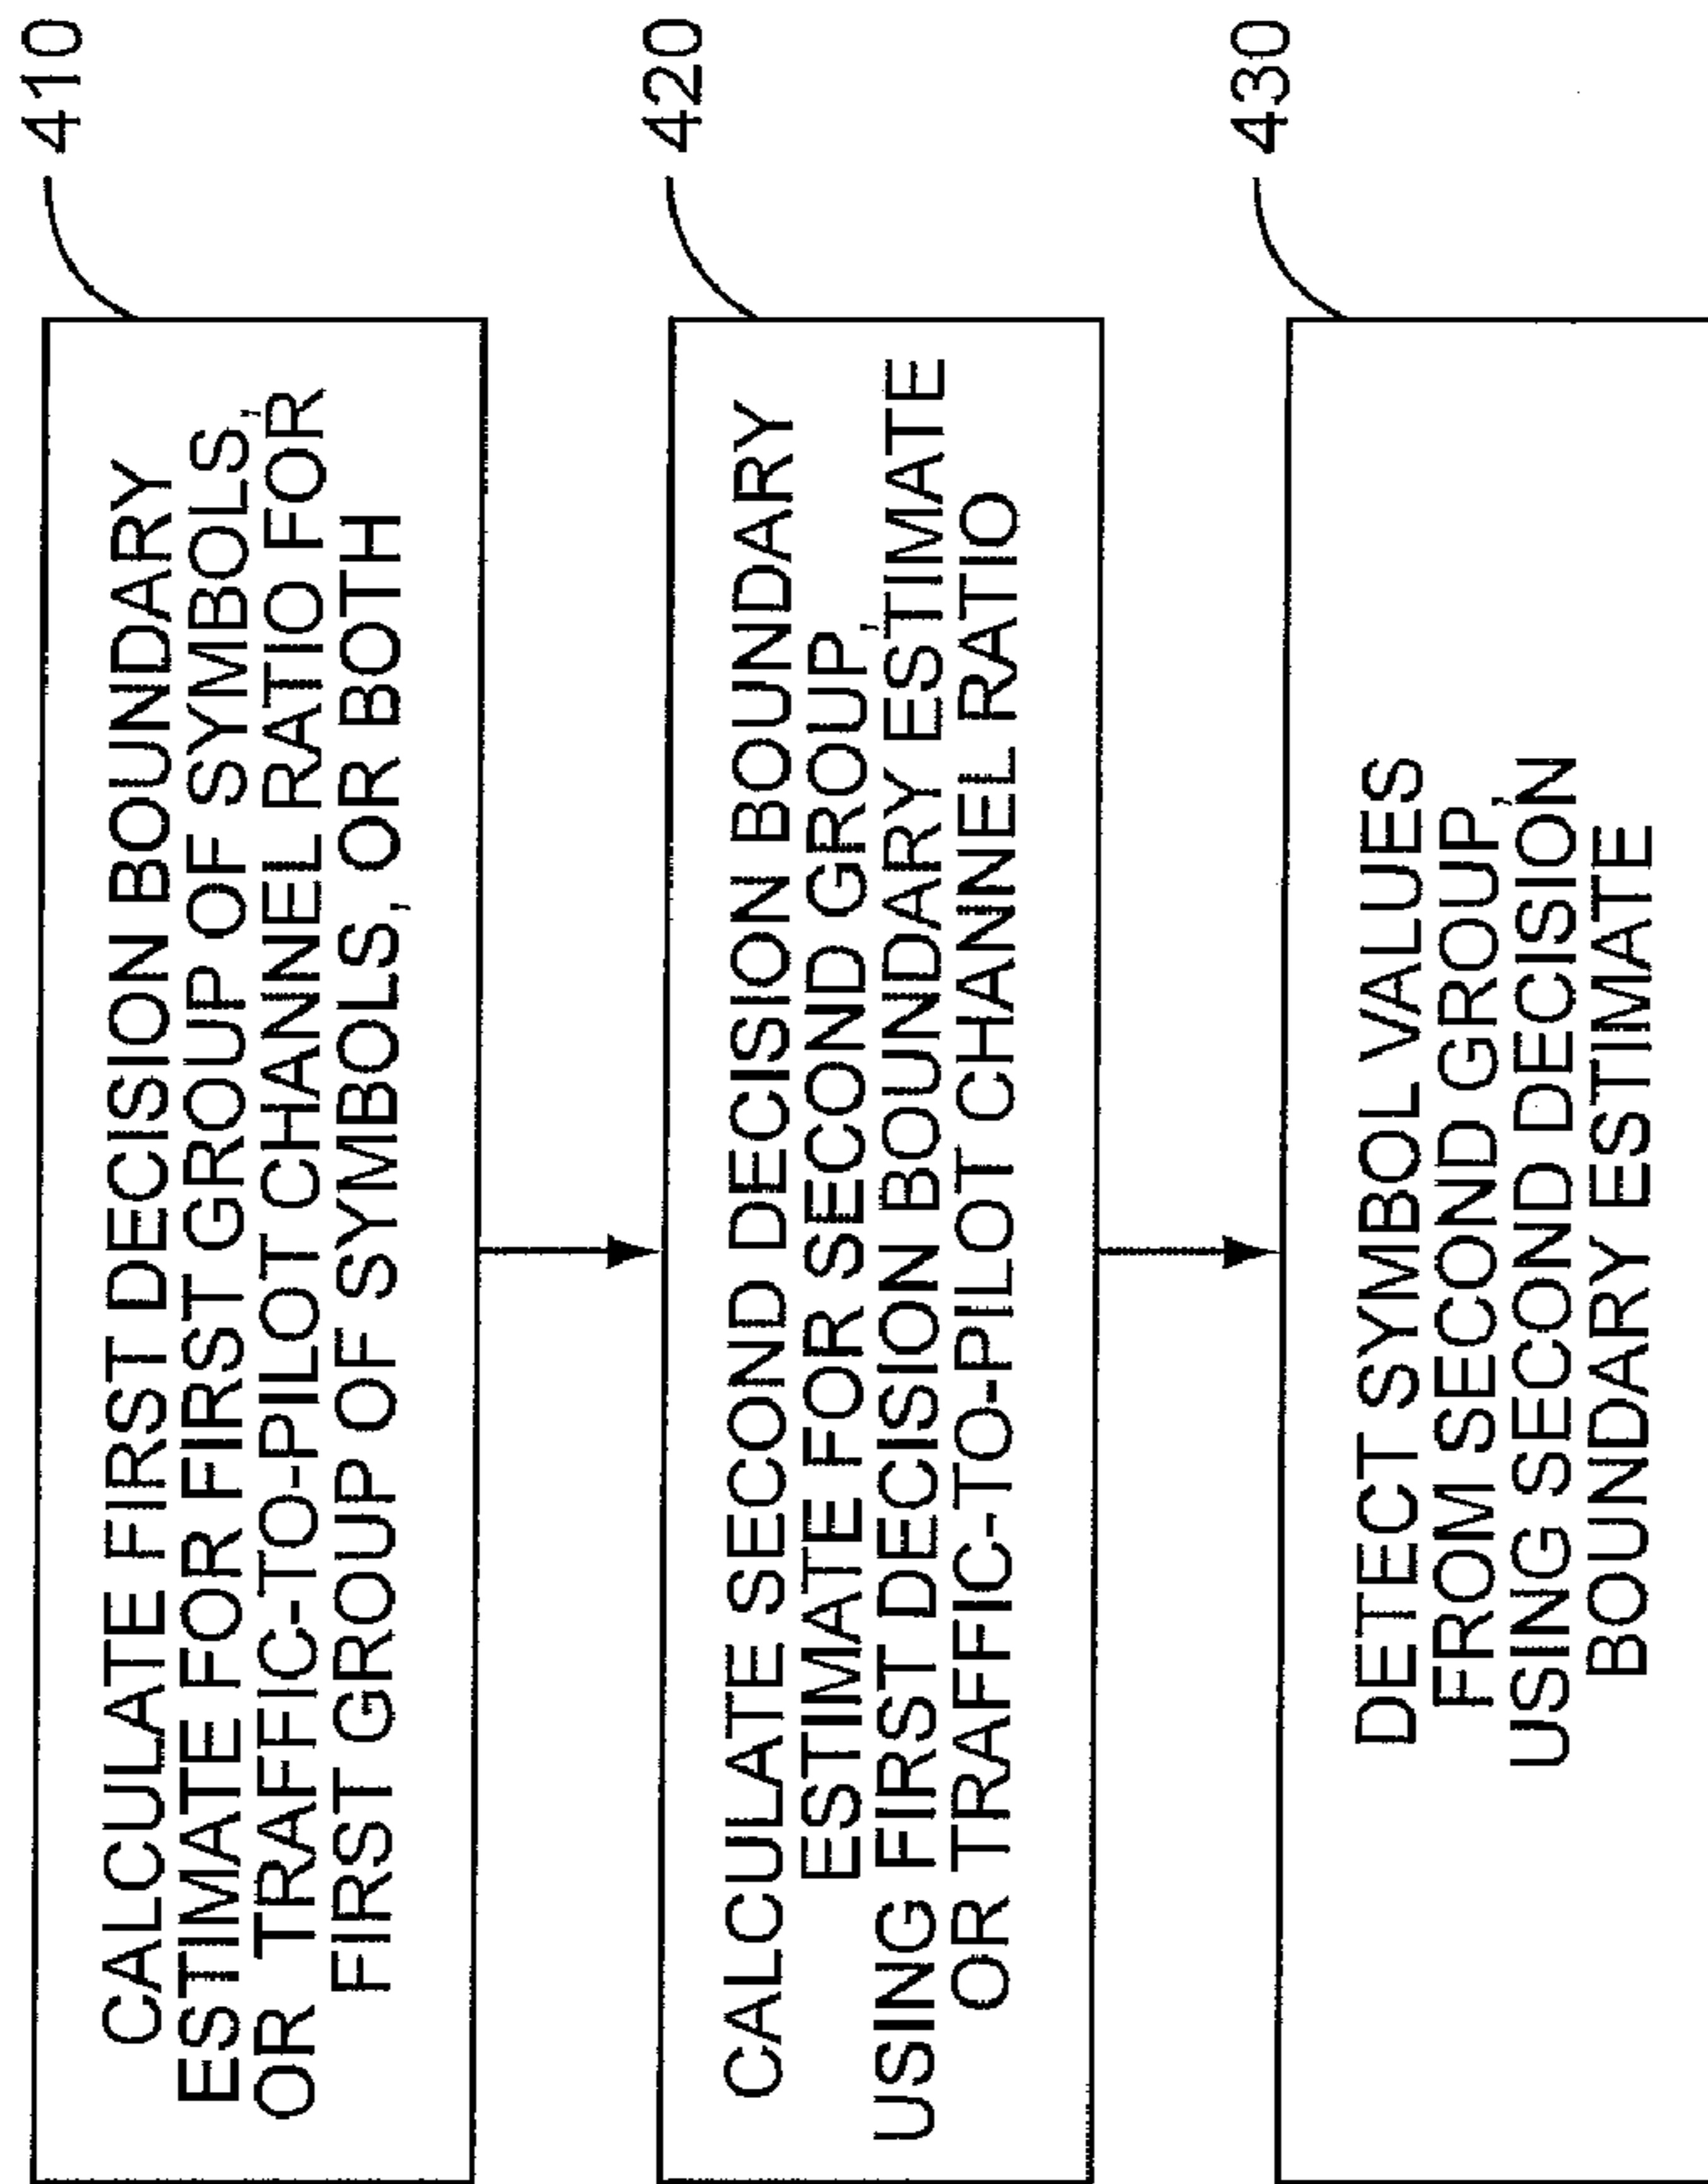 410
CALCULATE FIRST DECISION BOUNDARY
ESTIMATE FOR FIRST GROUP OF SYMBOLS,
OR TRAFFIC-TO-PILOT CHANNEL RATIO FOR
FIRST GROUP OF SYMBOLS, OR BOTH
420
CALCULATE SECOND DECISION BOUNDARY
ESTIMATE FOR SECOND GROUP,
USING FIRST DECISION BOUNDARY ESTIMATE
OR TRAFFIC-TO-PILOT CHANNEL RATIO
430
DETECT SYMBOL VALUES
FROM SECOND GROUP,
USING SECOND DECISION
BOUNDARY ESTIMATE